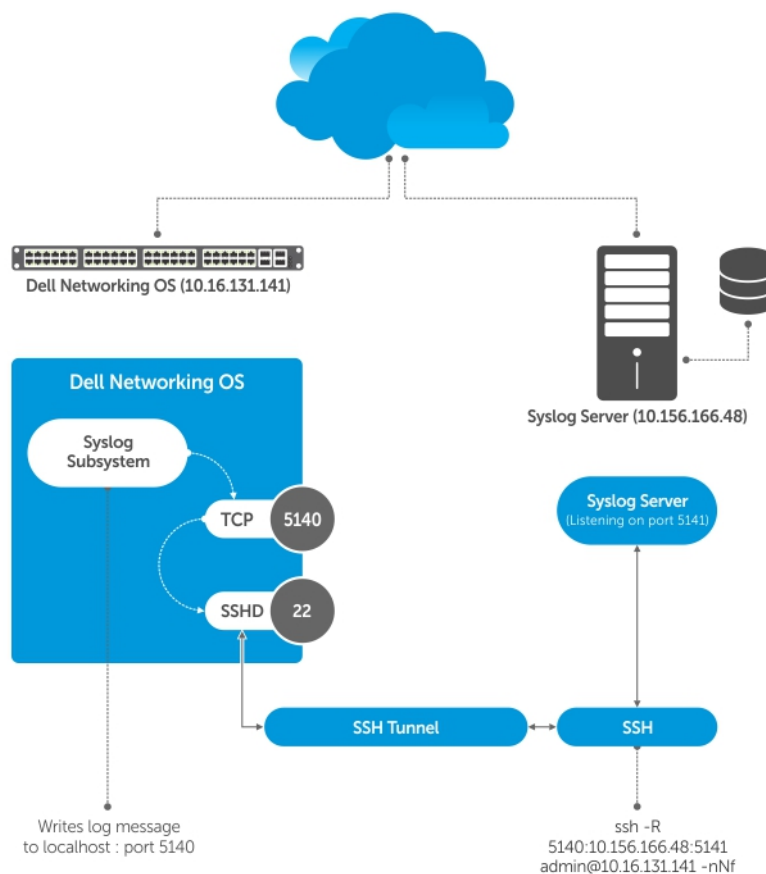 Dell Networking OS (10.16.131.141)
Syslog Server (10.156.166.48)
Dell Networking OS
Syslog
Subsystem
TCP
5140
SSHD
22
Syslog Server
(Listening on port 5141)
SSH Tunnel
SSH
Writes log message
to localhost : port 5140
ssh -R
5140:10.156.166.48:5141
admin@10.16.131.141 -nNf